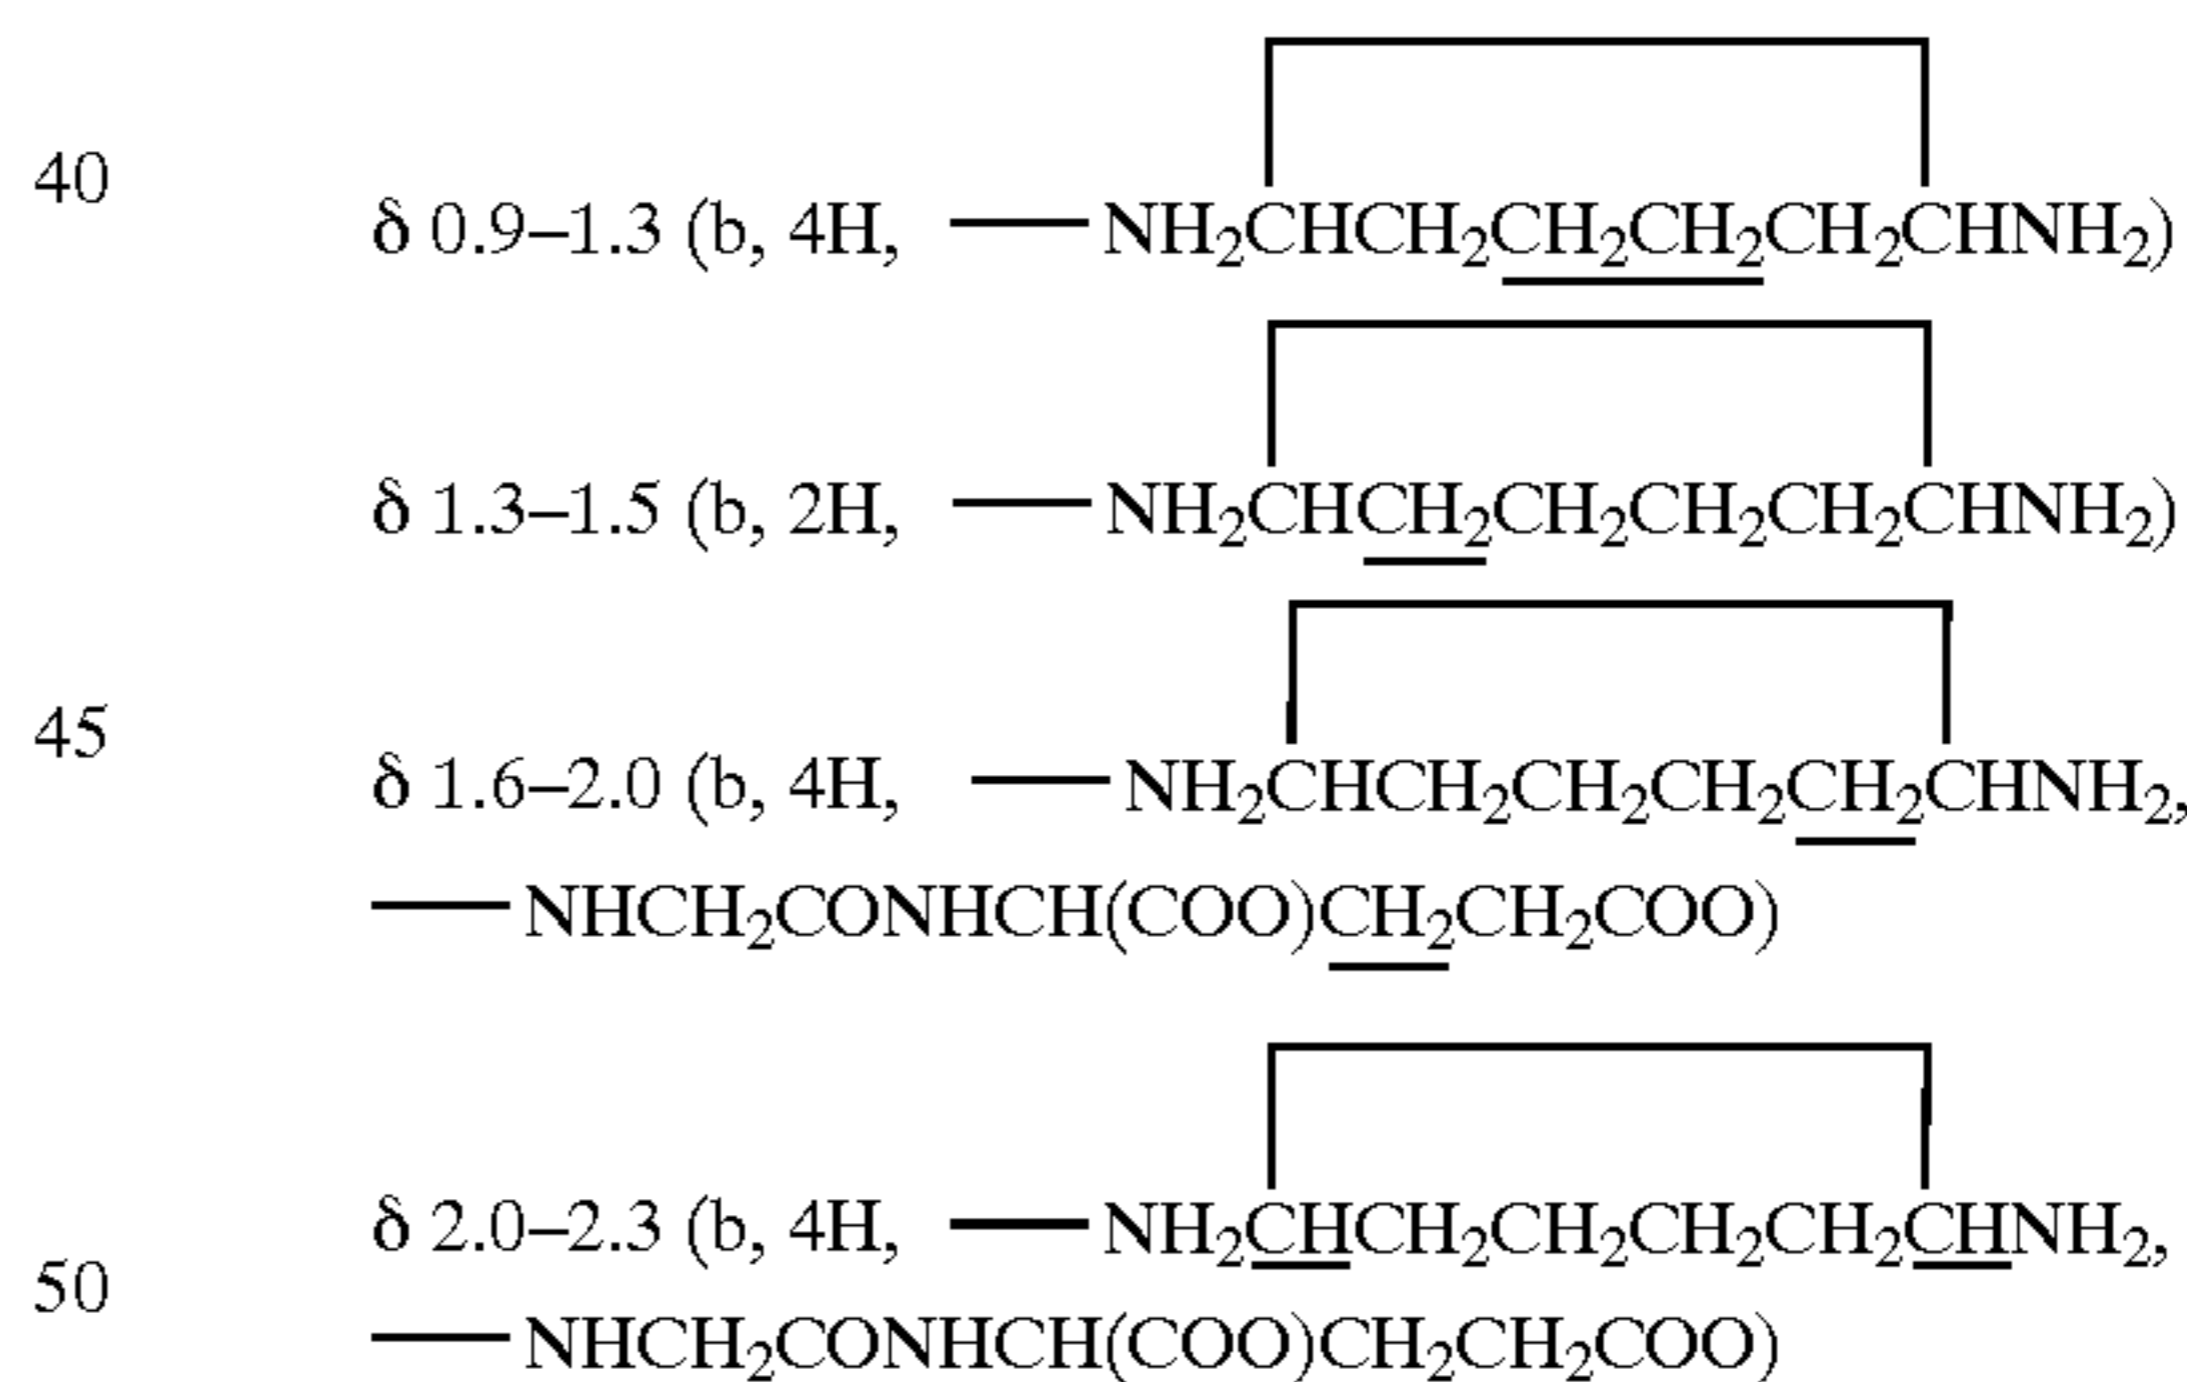 40
δ 0.9–1.3 (b, 4H, —NH₂CHCH₂CH₂CH₂CH₂CHNH₂)
δ 1.3–1.5 (b, 2H, —NH₂CHCH₂CH₂CH₂CH₂CHNH₂)
45
δ 1.6–2.0 (b, 4H, —NH₂CHCH₂CH₂CH₂CH₂CHNH₂,
—NHCH₂CONHCH(COO)CH₂CH₂COO)
δ 2.0–2.3 (b, 4H, —NH₂CHCH₂CH₂CH₂CH₂CHNH₂,
50
—NHCH₂CONHCH(COO)CH₂CH₂COO)